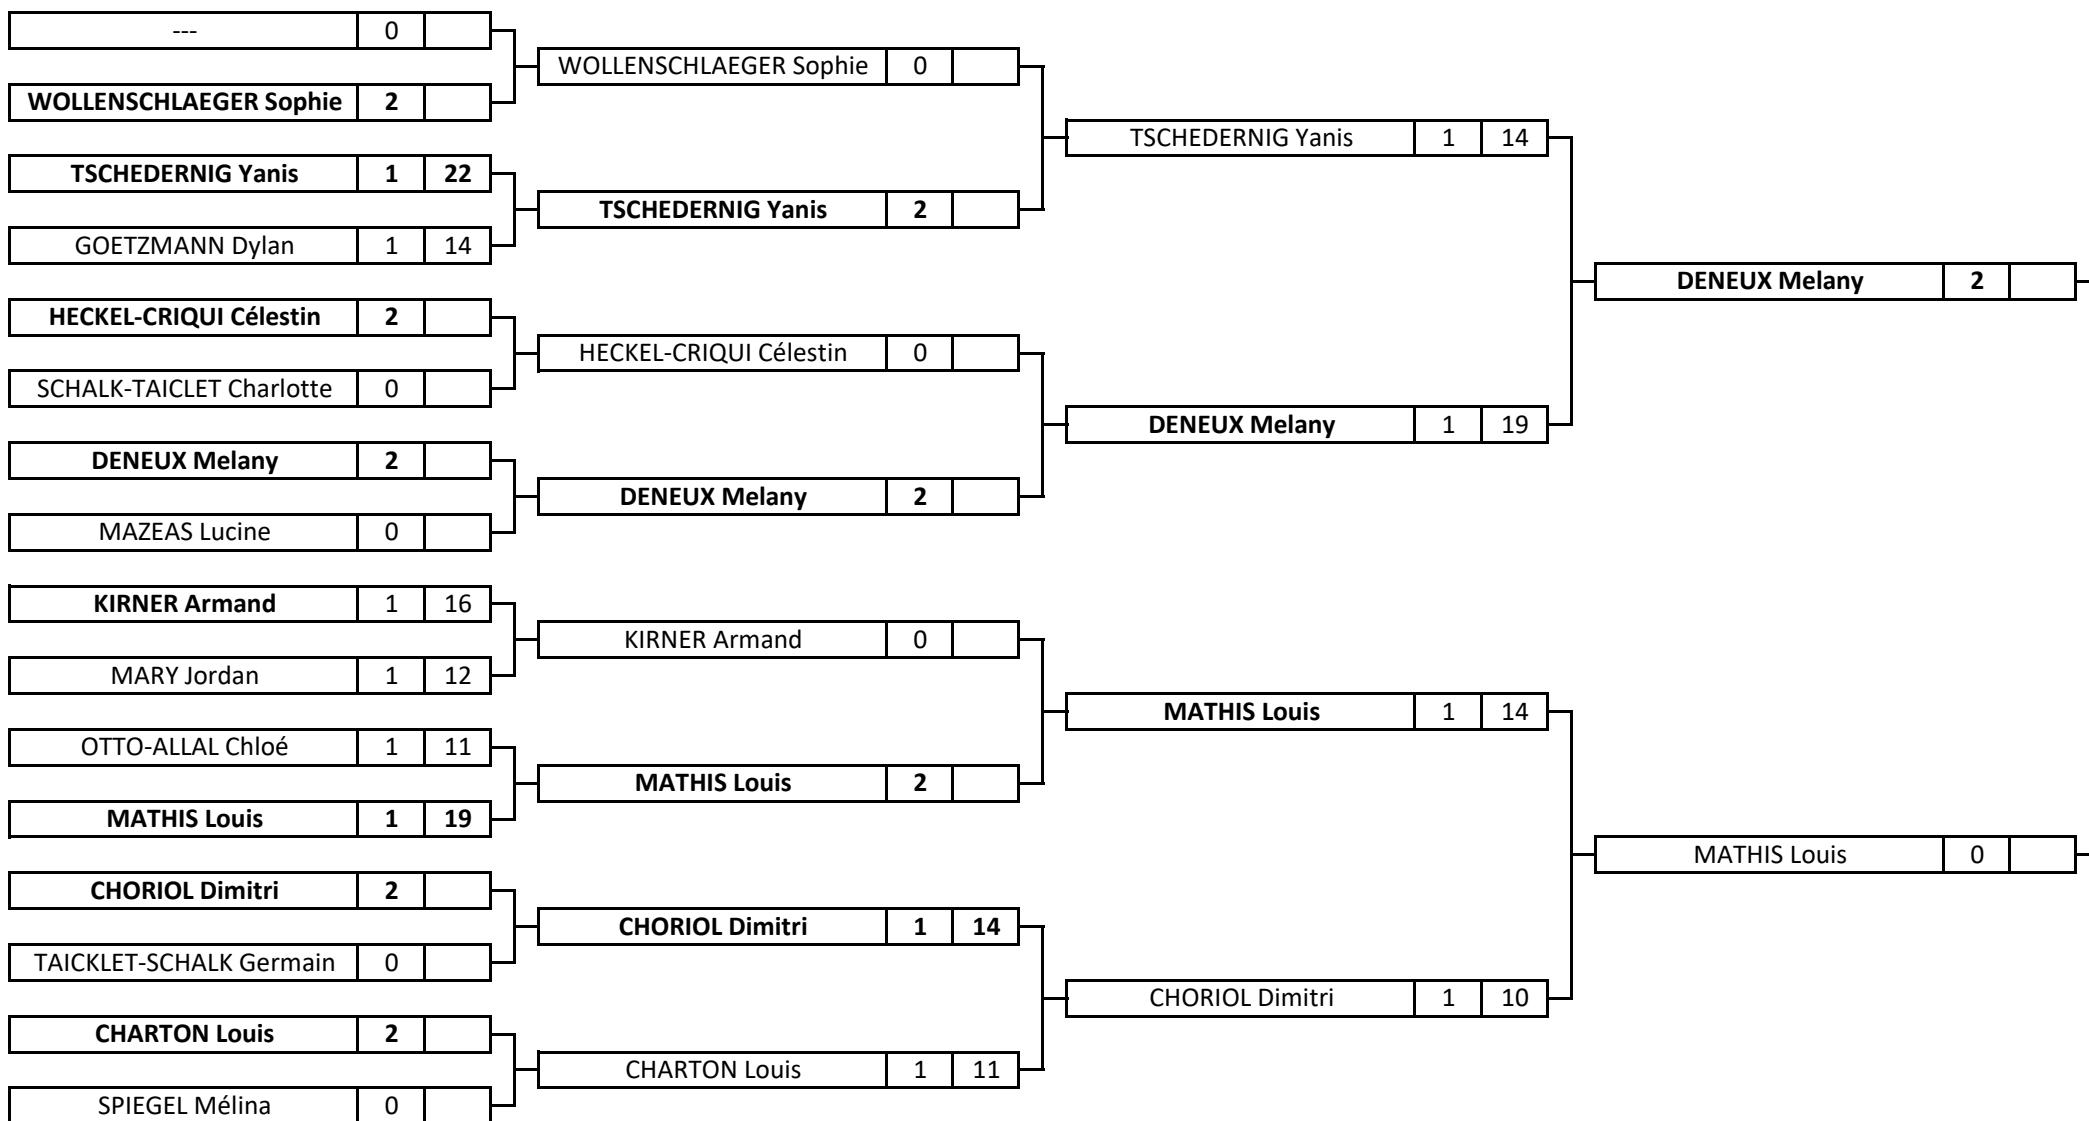 --- 0
WOLLENSCHLAEGER Sophie 2
TSCHEDERNIG Yanis 1 22
GOETZMANN Dylan 1 14
HECKEL-CRIQUI Célestin 2
SCHALK-TAICLET Charlotte 0
DENEUX Melany 2
MAZEAS Lucine 0
KIRNER Armand 1 16
MARY Jordan 1 12
OTTO-ALLAL Chloé 1 11
MATHIS Louis 1 19
CHORIOL Dimitri 2
TAICKLET-SCHALK Germain 0
CHARTON Louis 2
SPIEGEL Mélina 0
WOLLENSCHLAEGER Sophie 0
TSCHEDERNIG Yanis 2
HECKEL-CRIQUI Célestin 0
DENEUX Melany 2
KIRNER Armand 0
MATHIS Louis 2
CHORIOL Dimitri 1 14
CHARTON Louis 1 11
TSCHEDERNIG Yanis 1 14
DENEUX Melany 1 19
MATHIS Louis 1 14
CHORIOL Dimitri 1 10
DENEUX Melany 2
MATHIS Louis 0